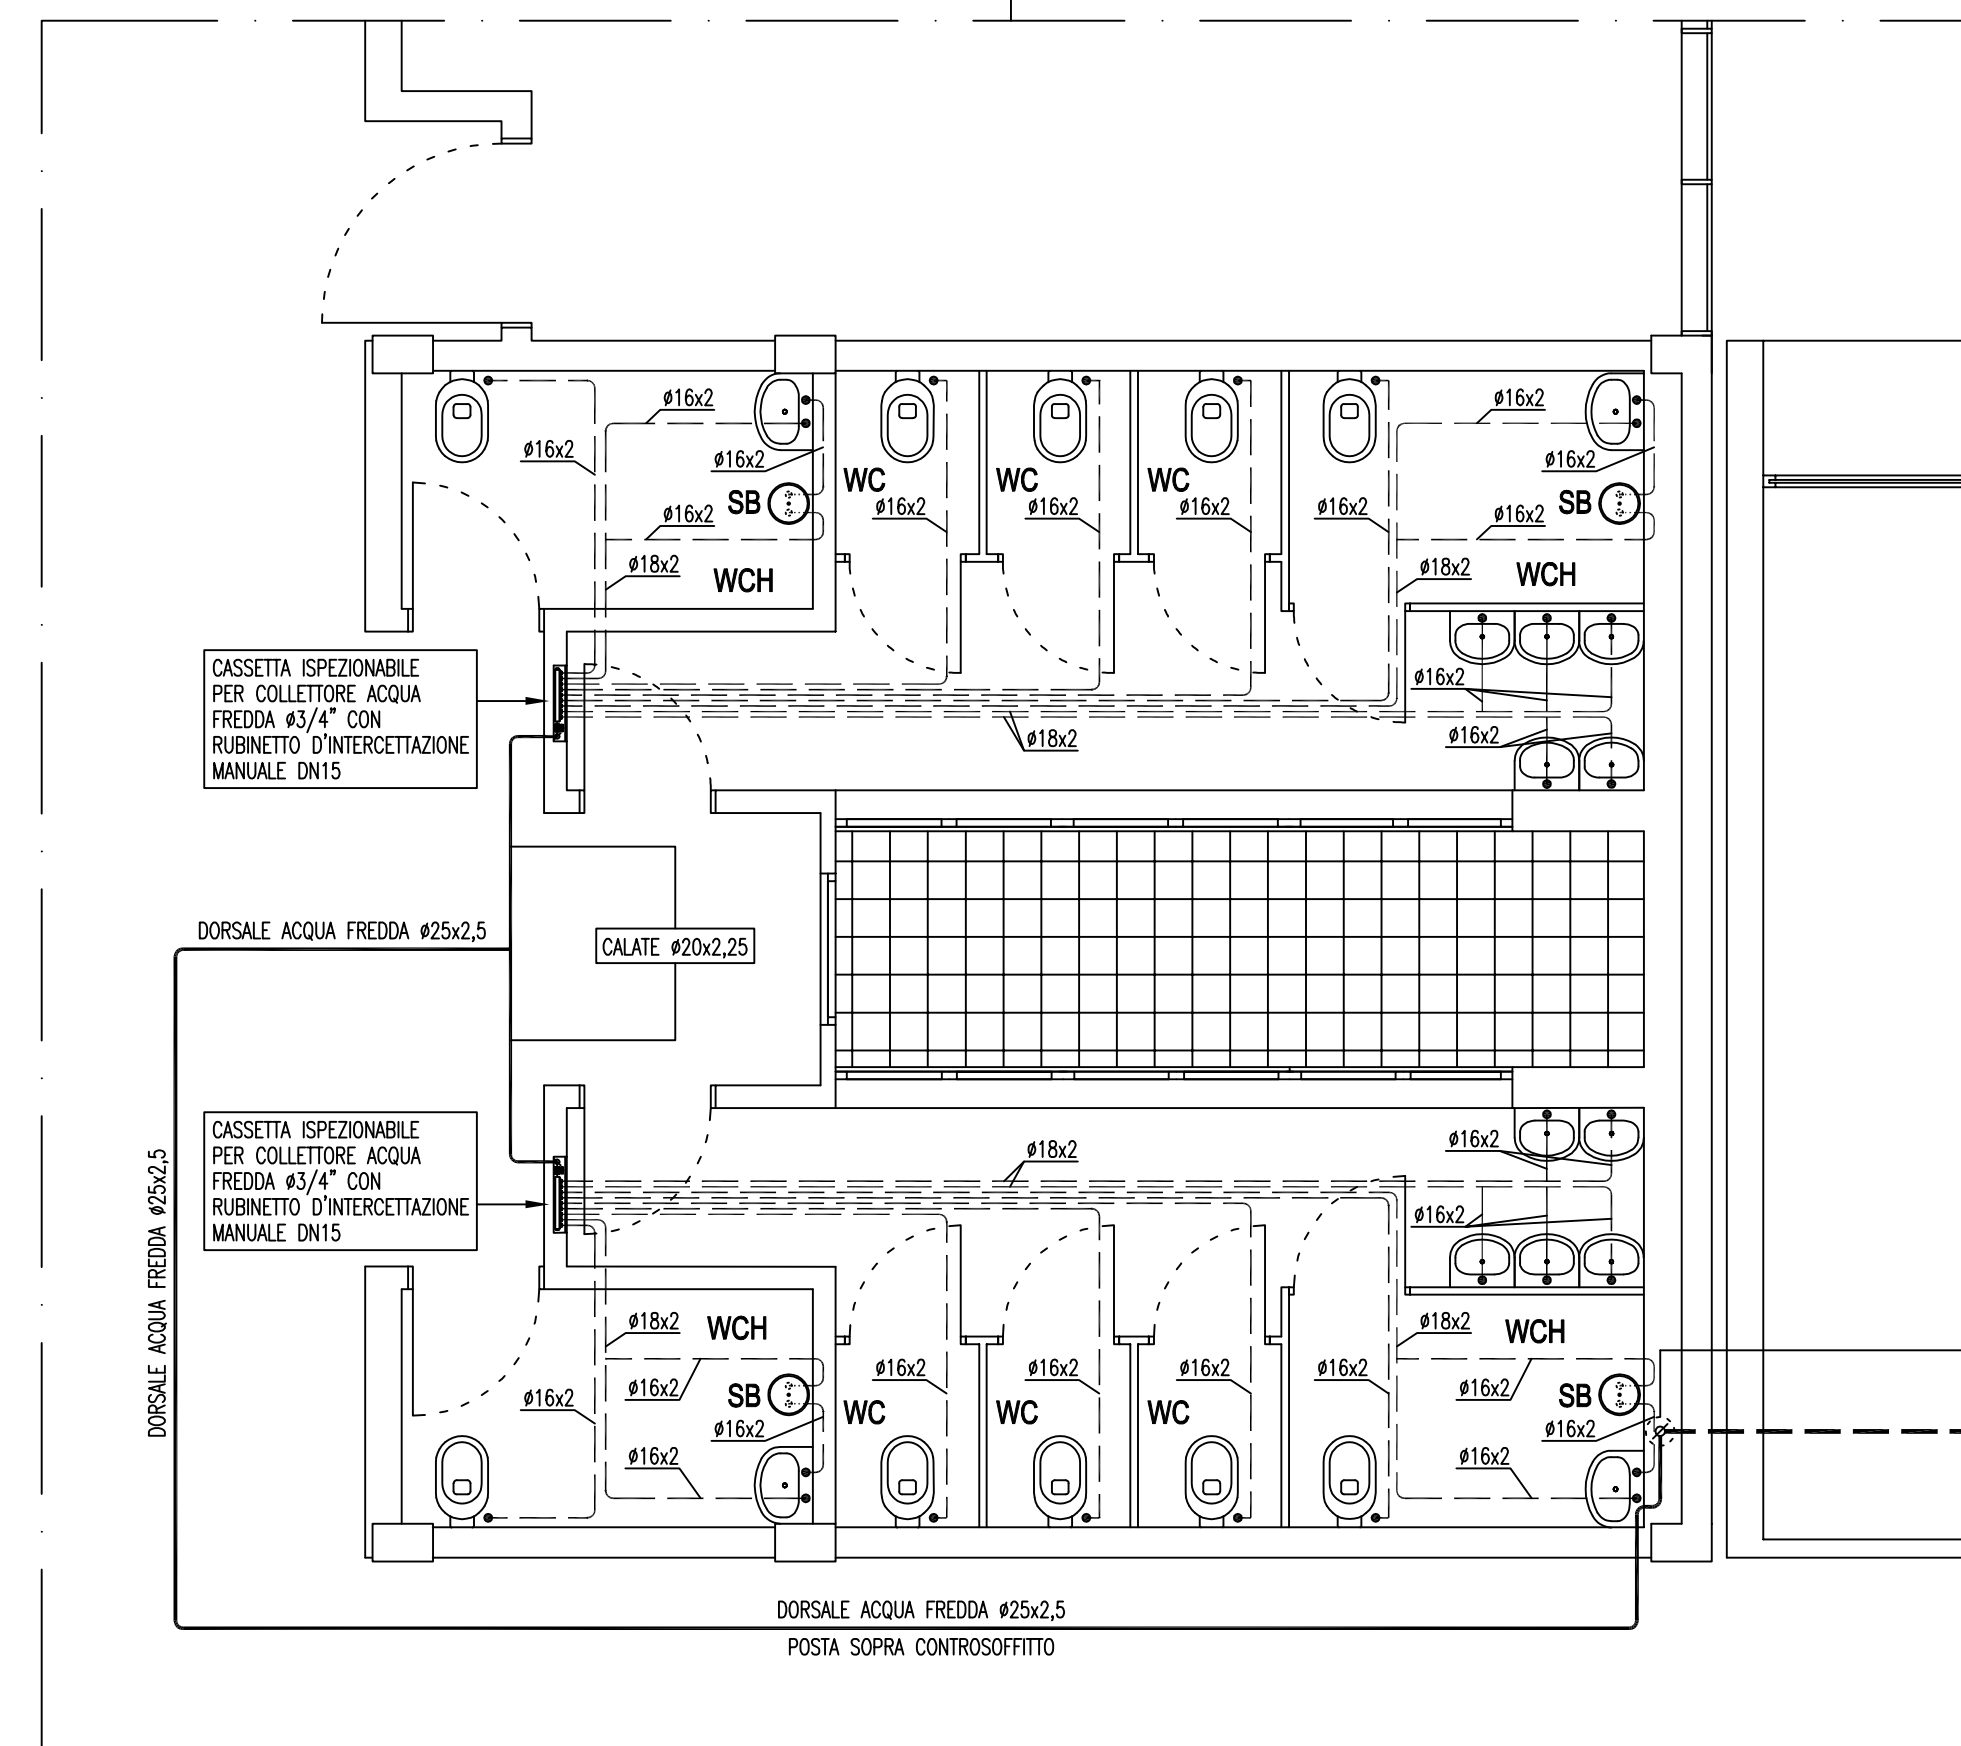 ø16x2
ø16x2
ø16x2
ø16x2
ø16x2
ø16x2
WC
WC
WC
SB
SB
ø16x2
ø16x2
ø16x2
ø16x2
ø16x2
ø16x2
ø18x2
WCH
ø18x2
WCH
CASSETTA ISPEZIONABILE
PER COLLETTORE ACQUA
FREDDA ø3/4" CON
RUBINETTO D'INTERCETTAZIONE
MANUALE DN15
ø16x2
ø18x2
ø16x2
DORSALE ACQUA FREDDA ø25x2,5
CALATE ø20x2,25
CASSETTA ISPEZIONABILE
PER COLLETTORE ACQUA
FREDDA ø3/4" CON
RUBINETTO D'INTERCETTAZIONE
MANUALE DN15
DORSALE ACQUA FREDDA ø25x2,5
ø18x2
ø16x2
ø16x2
ø18x2
WCH
ø18x2
WCH
ø16x2
ø16x2
ø16x2
ø16x2
ø16x2
ø16x2
ø16x2
SB
SB
WC
WC
WC
ø16x2
ø16x2
ø16x2
ø16x2
DORSALE ACQUA FREDDA ø25x2,5
POSTA SOPRA CONTROSOFFITTO